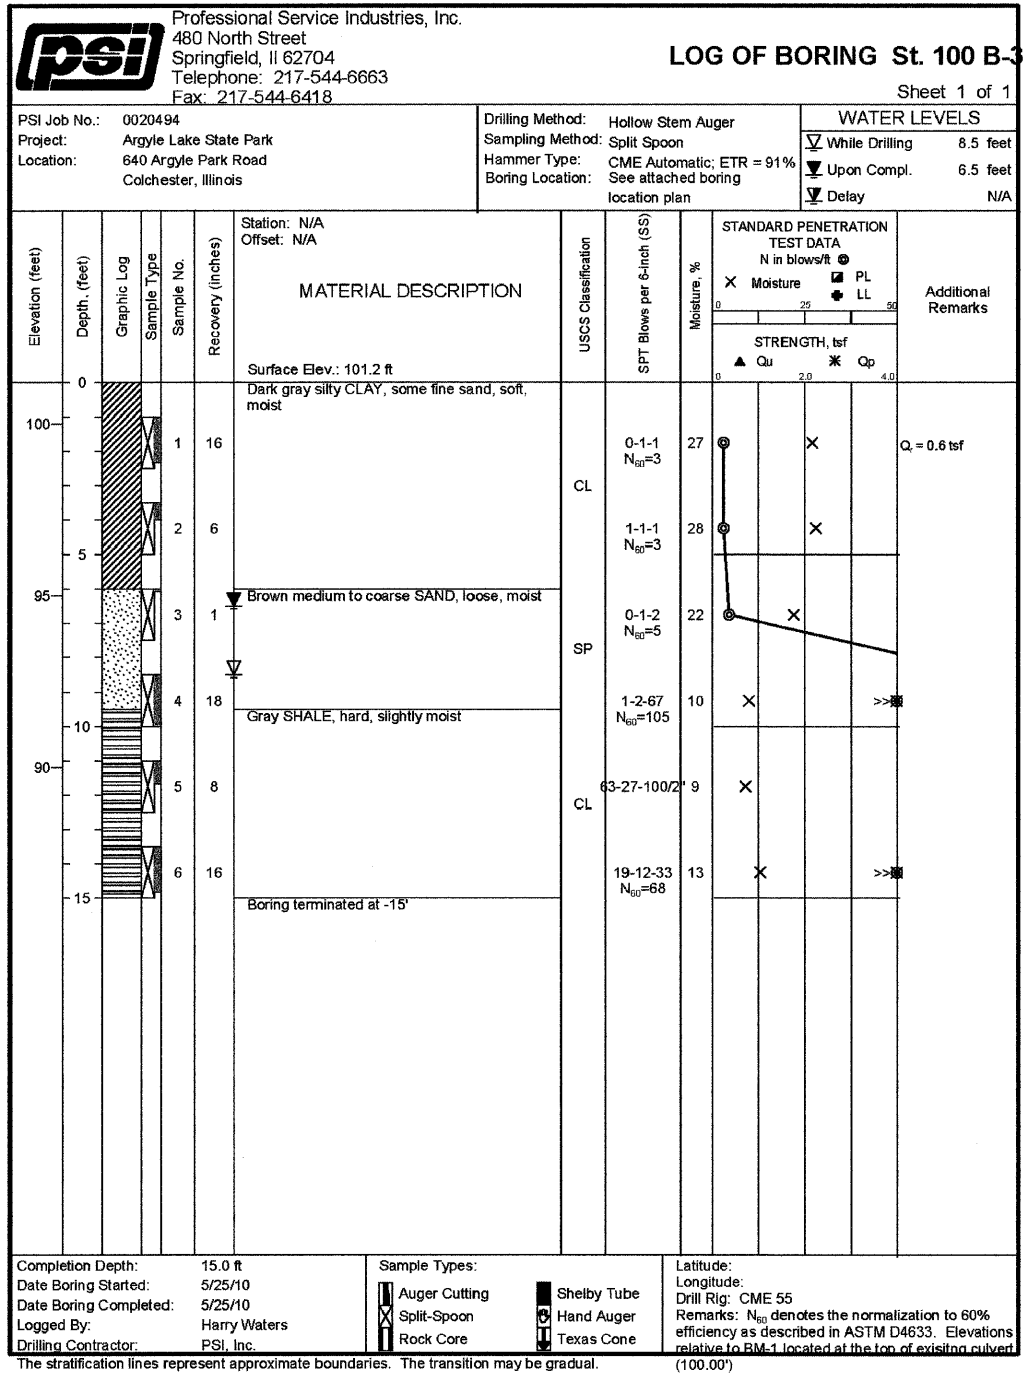 psi
Professional Service Industries, Inc.
480 North Street
Springfield, Il 62704
Telephone: 217-544-6663
Fax: 217-544-6418
LOG OF BORING St. 100 B-3
Sheet 1 of 1
PSI Job No.: 0020494
Project: Argyle Lake State Park
Location: 640 Argyle Park Road
Colchester, Illinois
Drilling Method: Hollow Stem Auger
Sampling Method: Split Spoon
Hammer Type: CME Automatic; ETR = 91%
Boring Location: See attached boring
location plan
WATER LEVELS
While Drilling 8.5 feet
Upon Compl. 6.5 feet
Delay N/A
Elevation (feet)
Depth, (feet)
Graphic Log
Sample Type
Sample No.
Recovery (inches)
Station: N/A
Offset: N/A
MATERIAL DESCRIPTION
Surface Elev.: 101.2 ft
USCS Classification
SPT Blows per 6-inch (SS)
Moisture, %
STANDARD PENETRATION
TEST DATA
N in blows/ft
Moisture
PL
LL
0 25 50
STRENGTH, tsf
Qu Qp
0 2.0 4.0
Additional
Remarks
0
Dark gray silty CLAY, some fine sand, soft,
moist
100
1 16 0-1-1 27
N60=3
Qr = 0.6 tsf
CL
2 6 1-1-1 28
N60=3
5
95
Brown medium to coarse SAND, loose, moist
3 1 0-1-2 22
N60=5
SP
4 18 1-2-67 10 >>
N60=105
Gray SHALE, hard, slightly moist
10
90
5 8 63-27-100/2" 9
CL
6 16 19-12-33 13 >>
N60=68
15
Boring terminated at -15'
Completion Depth: 15.0 ft
Date Boring Started: 5/25/10
Date Boring Completed: 5/25/10
Logged By: Harry Waters
Drilling Contractor: PSI, Inc.
Sample Types:
Auger Cutting
Split-Spoon
Rock Core
Shelby Tube
Hand Auger
Texas Cone
Latitude:
Longitude:
Drill Rig: CME 55
Remarks: N60 denotes the normalization to 60%
efficiency as described in ASTM D4633. Elevations
relative to BM-1 located at the top of exisitng culvert
(100.00')
The stratification lines represent approximate boundaries. The transition may be gradual.